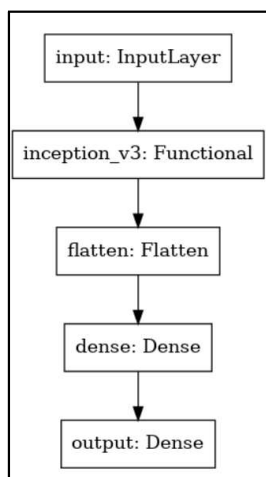 input: InputLayer
inception_v3: Functional
flatten: Flatten
dense: Dense
output: Dense